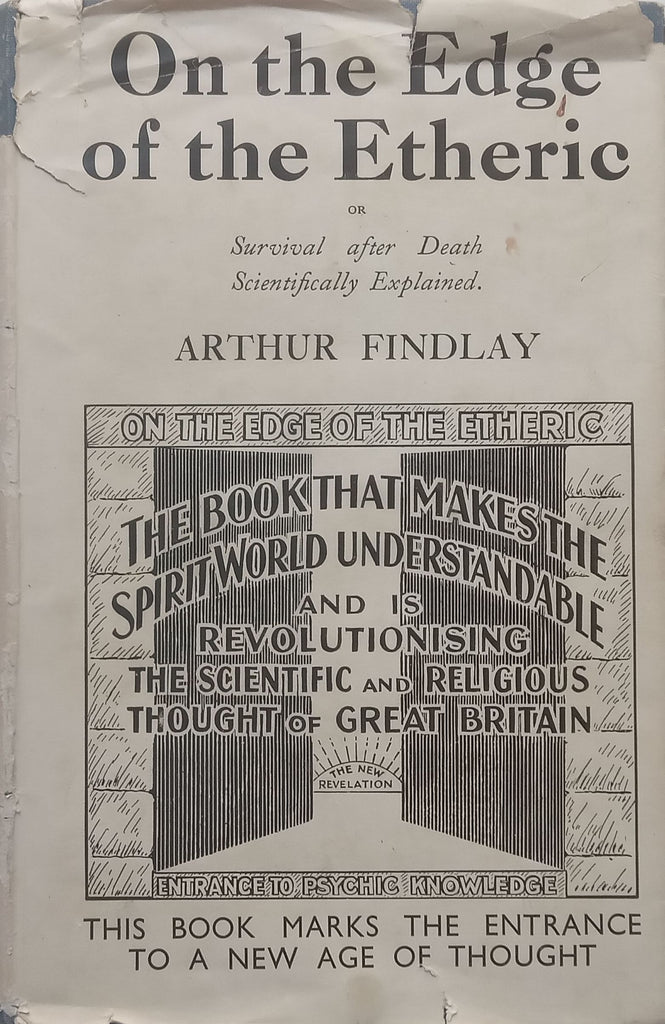 On the Edge
of the Etheric
OR
Survival after Death
Scientifically Explained.
ARTHUR FINDLAY
ON THE EDGE OF THE ETHERIC
THE BOOK THAT MAKES THE
SPIRIT WORLD UNDERSTANDABLE
AND IS
REVOLUTIONISING
THE SCIENTIFIC AND RELIGIOUS
THOUGHT OF GREAT BRITAIN
THE NEW
REVELATION
ENTRANCE TO PSYCHIC KNOWLEDGE
THIS BOOK MARKS THE ENTRANCE
TO A NEW AGE OF THOUGHT